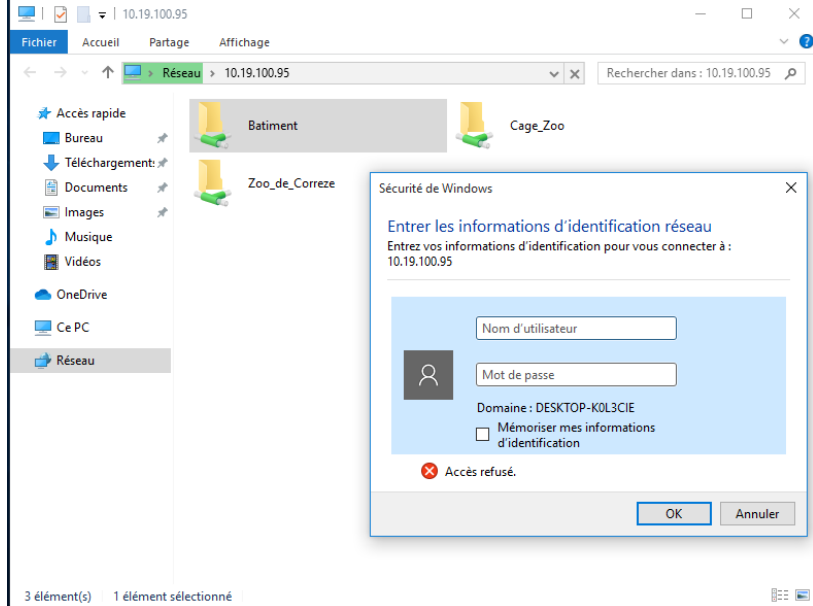 10.19.100.95
Fichier Accueil Partage Affichage
Réseau > 10.19.100.95
Rechercher dans : 10.19.100.95
Accès rapide
Bureau
Téléchargement:
Documents
Images
Musique
Vidéos
OneDrive
Ce PC
Réseau
Batiment
Cage_Zoo
Zoo_de_Correze
Sécurité de Windows
Entrer les informations d'identification réseau
Entrez vos informations d'identification pour vous connecter à :
10.19.100.95
Nom d'utilisateur
Mot de passe
Domaine : DESKTOP-K0L3CIE
Mémoriser mes informations
d'identification
Accès refusé.
OK Annuler
3 élément(s) 1 élément sélectionné